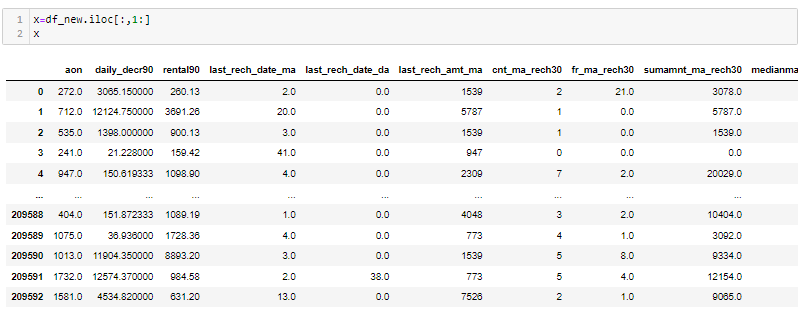 1 x=df_new.iloc[:,1:]
2 x
aon daily_decr90 rental90 last_rech_date_ma last_rech_date_da last_rech_amt_ma cnt_ma_rech30 fr_ma_rech30 sumamnt_ma_rech30 medianma
0 272.0 3065.150000 260.13 2.0 0.0 1539 2 21.0 3078.0
1 712.0 12124.750000 3691.26 20.0 0.0 5787 1 0.0 5787.0
2 535.0 1398.000000 900.13 3.0 0.0 1539 1 0.0 1539.0
3 241.0 21.228000 159.42 41.0 0.0 947 0 0.0 0.0
4 947.0 150.619333 1098.90 4.0 0.0 2309 7 2.0 20029.0
... ... ... ... ... ... ... ... ... ...
209588 404.0 151.872333 1089.19 1.0 0.0 4048 3 2.0 10404.0
209589 1075.0 36.936000 1728.36 4.0 0.0 773 4 1.0 3092.0
209590 1013.0 11904.350000 8893.20 3.0 0.0 1539 5 8.0 9334.0
209591 1732.0 12574.370000 984.58 2.0 38.0 773 5 4.0 12154.0
209592 1581.0 4534.820000 631.20 13.0 0.0 7526 2 1.0 9065.0